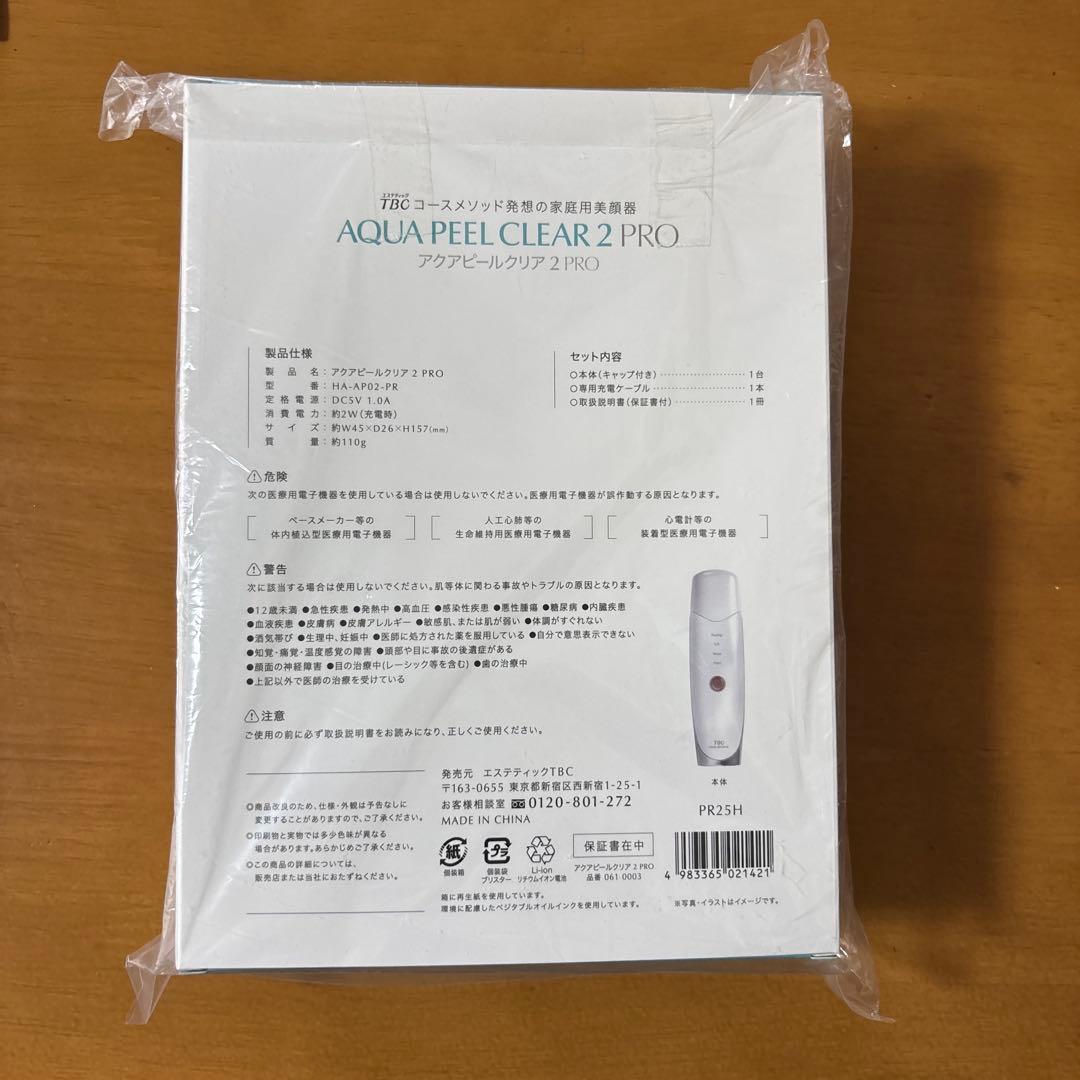 エステティック
TBC コースメソッド発想の家庭用美顔器
AQUA PEEL CLEAR 2 PRO
アクアピールクリア 2 PRO
製品仕様
製品名：アクアピールクリア 2 PRO
型番：HA-AP02-PR
定格電源：DC5V 1.0A
消費電力：約2W（充電時）
サイズ：約W45×D26×H157(mm)
質量：約110g
セット内容
○本体（キャップ付き）…………………1台
○専用充電ケーブル…………………1本
○取扱説明書（保証書付）………………1冊
⚠危険
次の医療用電子機器を使用している場合は使用しないでください。医療用電子機器が誤作動する原因となります。
ペースメーカー等の
体内植込型医療用電子機器
人工心肺等の
生命維持用医療用電子機器
心電計等の
装着型医療用電子機器
⚠警告
次に該当する場合は使用しないでください。肌等体に関わる事故やトラブルの原因となります。
●12歳未満 ●急性疾患 ●発熱中 ●高血圧 ●感染性疾患 ●悪性腫瘍 ●糖尿病 ●内臓疾患
●血液疾患 ●皮膚病 ●皮膚アレルギー ●敏感肌、または肌が弱い ●体調がすぐれない
●酒気帯び ●生理中、妊娠中 ●医師に処方された薬を服用している ●自分で意思表示できない
●知覚・痛覚・温度感覚の障害 ●頭部や目に事故の後遺症がある
●顔面の神経障害 ●目の治療中（レーシック等を含む） ●歯の治療中
●上記以外で医師の治療を受けている
⚠注意
ご使用の前に必ず取扱説明書をお読みになり、正しくご使用ください。
TBC
本体
PR25H
○商品改良のため、仕様・外観は予告なしに
変更することがありますので、ご了承ください。
○印刷物と実物では多少色味が異なる
場合があります。あらかじめご了承ください。
○この商品の詳細については、
販売店または当社におたずねください。
発売元 エステティックTBC
〒163-0655 東京都新宿区西新宿1-25-1
お客様相談室 0120-801-272
MADE IN CHINA
紙
個装箱
プラ
個装袋
ブリスター
Li-ion
リチウムイオン電池
保証書在中
アクアピールクリア 2 PRO
品番 061 0003
箱に再生紙を使用しています。
環境に配慮したベジタブルオイルインクを使用しています。
4 983365 021421
※写真・イラストはイメージです。